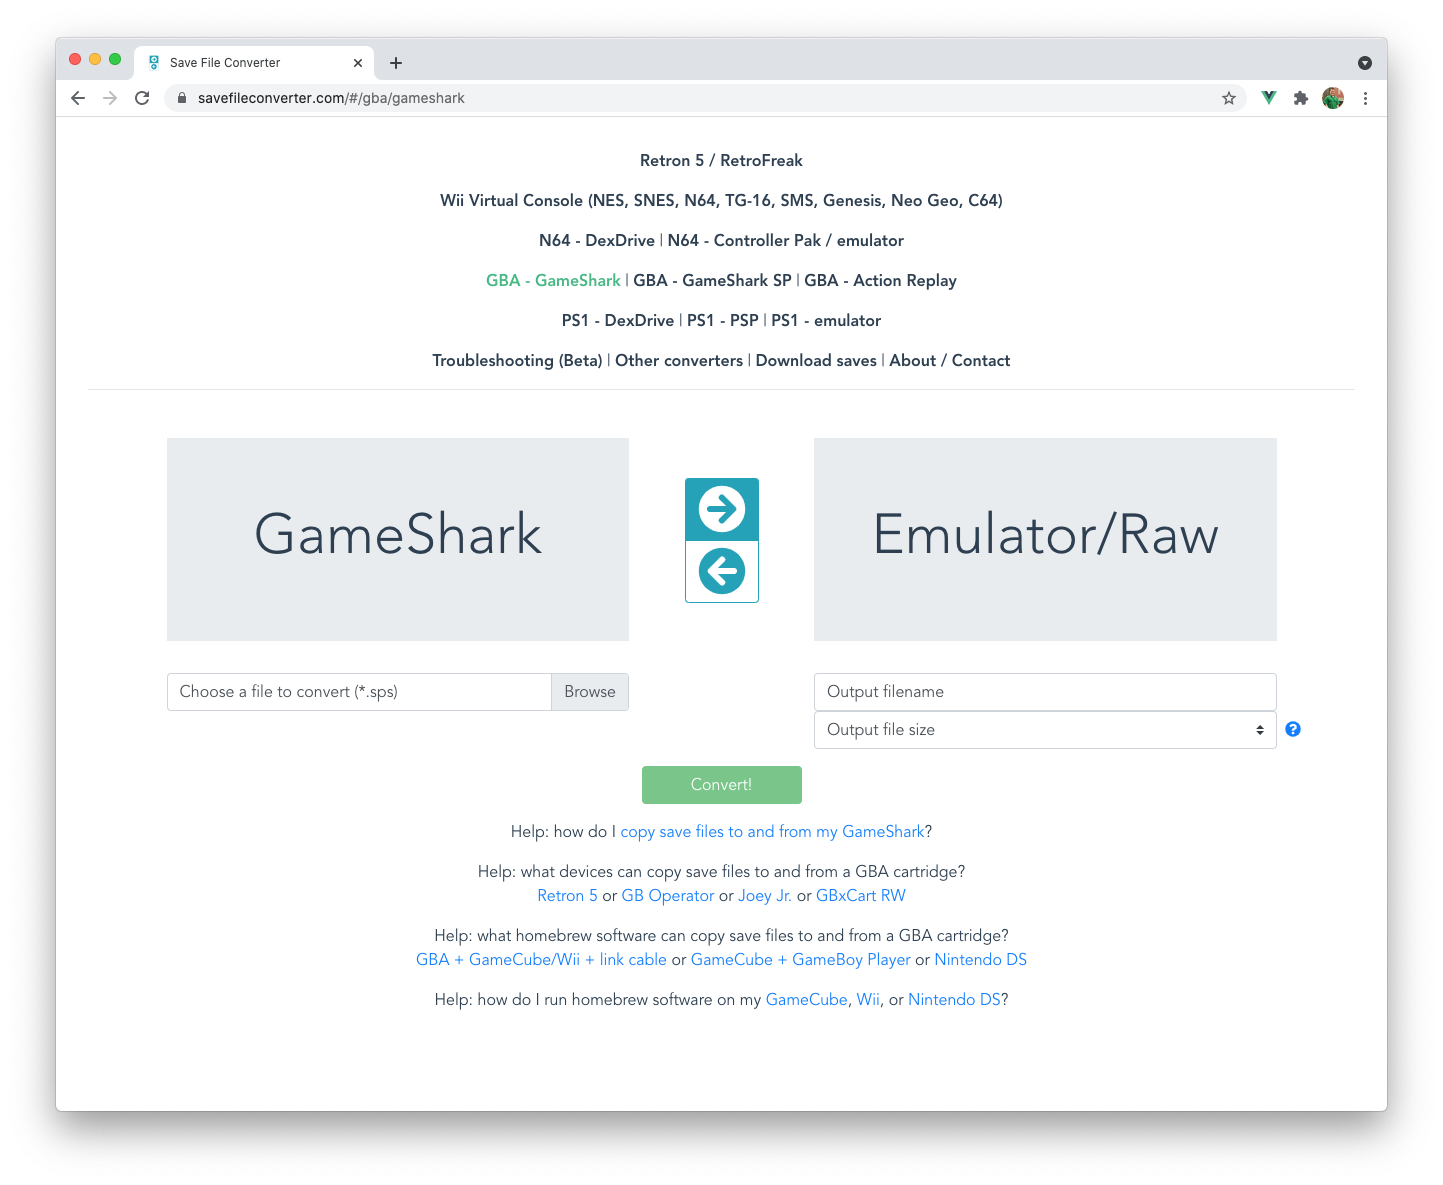 Save File Converter
savefileconverter.com/#/gba/gameshark
Retron 5 / RetroFreak
Wii Virtual Console (NES, SNES, N64, TG-16, SMS, Genesis, Neo Geo, C64)
N64 - DexDrive | N64 - Controller Pak / emulator
GBA - GameShark | GBA - GameShark SP | GBA - Action Replay
PS1 - DexDrive | PS1 - PSP | PS1 - emulator
Troubleshooting (Beta) | Other converters | Download saves | About / Contact
GameShark
Emulator/Raw
Choose a file to convert (*.sps)
Browse
Output filename
Output file size
?
Convert!
Help: how do I copy save files to and from my GameShark?
Help: what devices can copy save files to and from a GBA cartridge?
Retron 5 or GB Operator or Joey Jr. or GBxCart RW
Help: what homebrew software can copy save files to and from a GBA cartridge?
GBA + GameCube/Wii + link cable or GameCube + GameBoy Player or Nintendo DS
Help: how do I run homebrew software on my GameCube, Wii, or Nintendo DS?